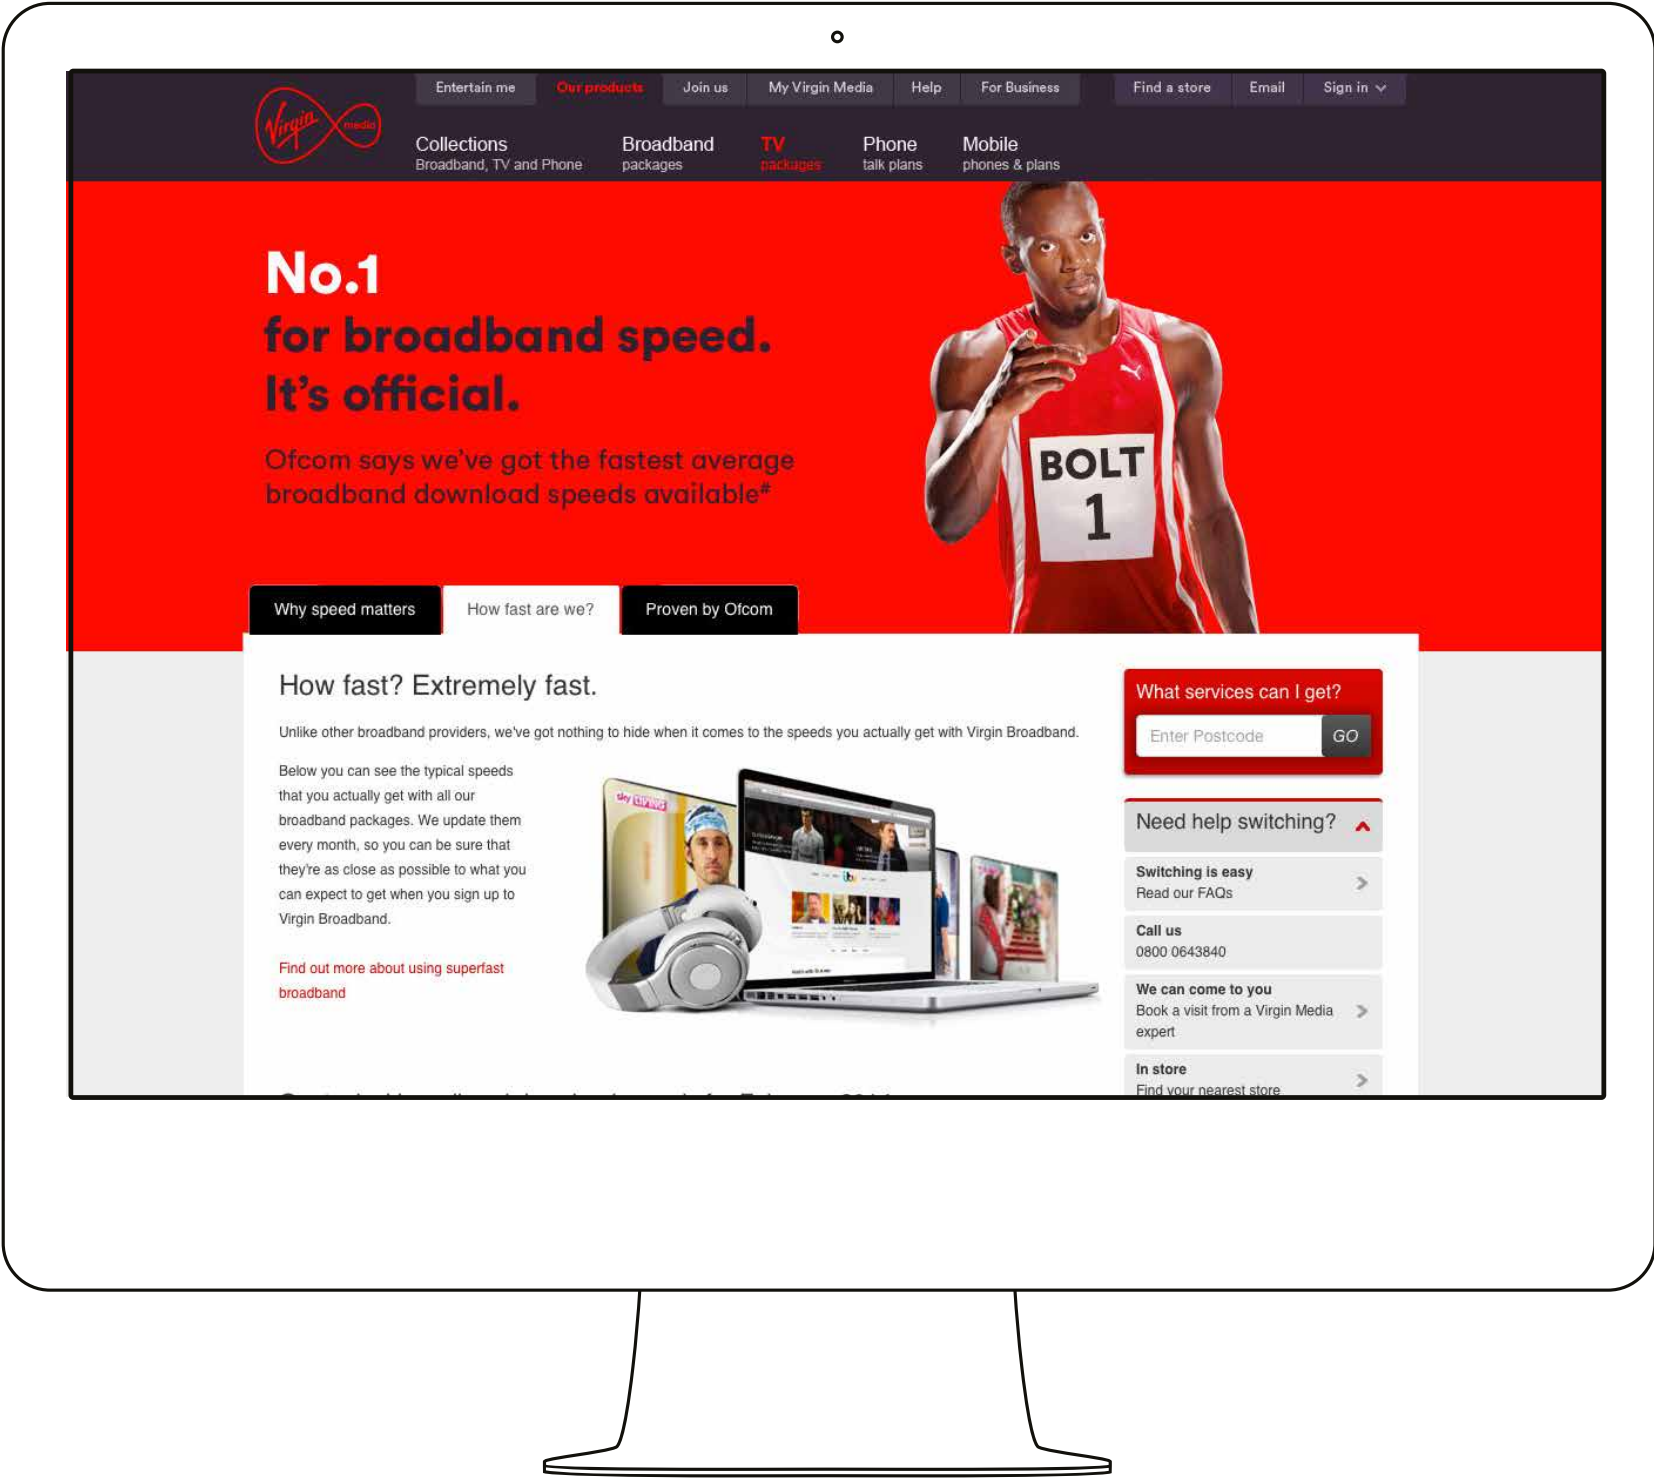 Entertain me
Our products
Join us
My Virgin Media
Help
For Business
Find a store
Email
Sign in
Virgin media
Collections
Broadband, TV and Phone
Broadband
packages
TV
packages
Phone
talk plans
Mobile
phones & plans
No.1
for broadband speed.
It's official.
Ofcom says we've got the fastest average
broadband download speeds available#
BOLT
1
Why speed matters
How fast are we?
Proven by Ofcom
How fast? Extremely fast.
Unlike other broadband providers, we've got nothing to hide when it comes to the speeds you actually get with Virgin Broadband.
Below you can see the typical speeds
that you actually get with all our
broadband packages. We update them
every month, so you can be sure that
they're as close as possible to what you
can expect to get when you sign up to
Virgin Broadband.
Find out more about using superfast
broadband
sky LIVING
itv
What services can I get?
Enter Postcode
GO
Need help switching?
Switching is easy
Read our FAQs
Call us
0800 0643840
We can come to you
Book a visit from a Virgin Media
expert
In store
Find your nearest store